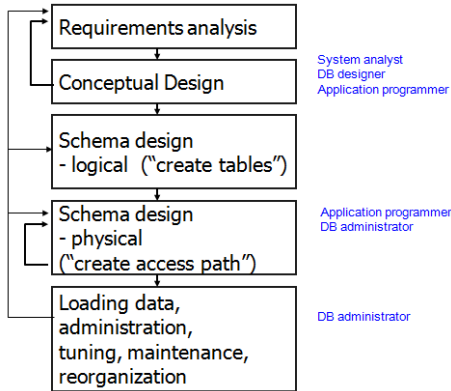 Requirements analysis
System analyst
DB designer
Application programmer
Conceptual Design
Schema design
- logical  (“create tables”)
Schema design
- physical
(“create access path”)
Application programmer
DB administrator
Loading data,
administration,
tuning, maintenance,
reorganization
DB administrator